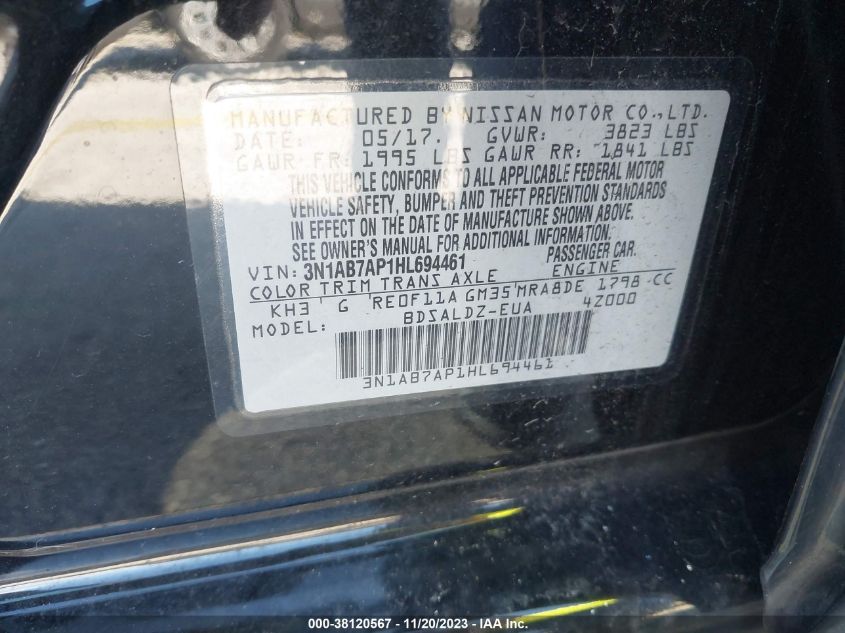 MANUFACTURED BY NISSAN MOTOR CO.,LTD.
DATE: 05/17. GVWR: 3823 LBS
GAWR FR: 1995 LBS GAWR RR: 1841 LBS
THIS VEHICLE CONFORMS TO ALL APPLICABLE FEDERAL MOTOR
VEHICLE SAFETY, BUMPER AND THEFT PREVENTION STANDARDS
IN EFFECT ON THE DATE OF MANUFACTURE SHOWN ABOVE.
SEE OWNER'S MANUAL FOR ADDITIONAL INFORMATION.
VIN: 3N1AB7AP1HL694461 PASSENGER CAR.
COLOR TRIM TRANS AXLE ENGINE
KH3 G RE0F11A GM35 MRA8DE 1798 CC
MODEL: BDSALDZ-EUA 4Z000
3N1AB7AP1HL694461
000-38120567 - 11/20/2023 - IAA Inc.